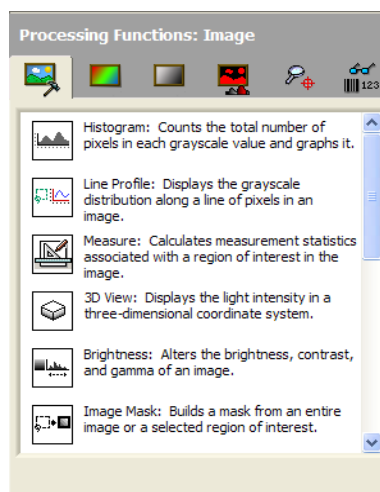 Processing Functions: Image
123
Histogram: Counts the total number of
pixels in each grayscale value and graphs it.
Line Profile: Displays the grayscale
distribution along a line of pixels in an
image.
Measure: Calculates measurement statistics
associated with a region of interest in the
image.
3D View: Displays the light intensity in a
three-dimensional coordinate system.
Brightness: Alters the brightness, contrast,
and gamma of an image.
Image Mask: Builds a mask from an entire
image or a selected region of interest.